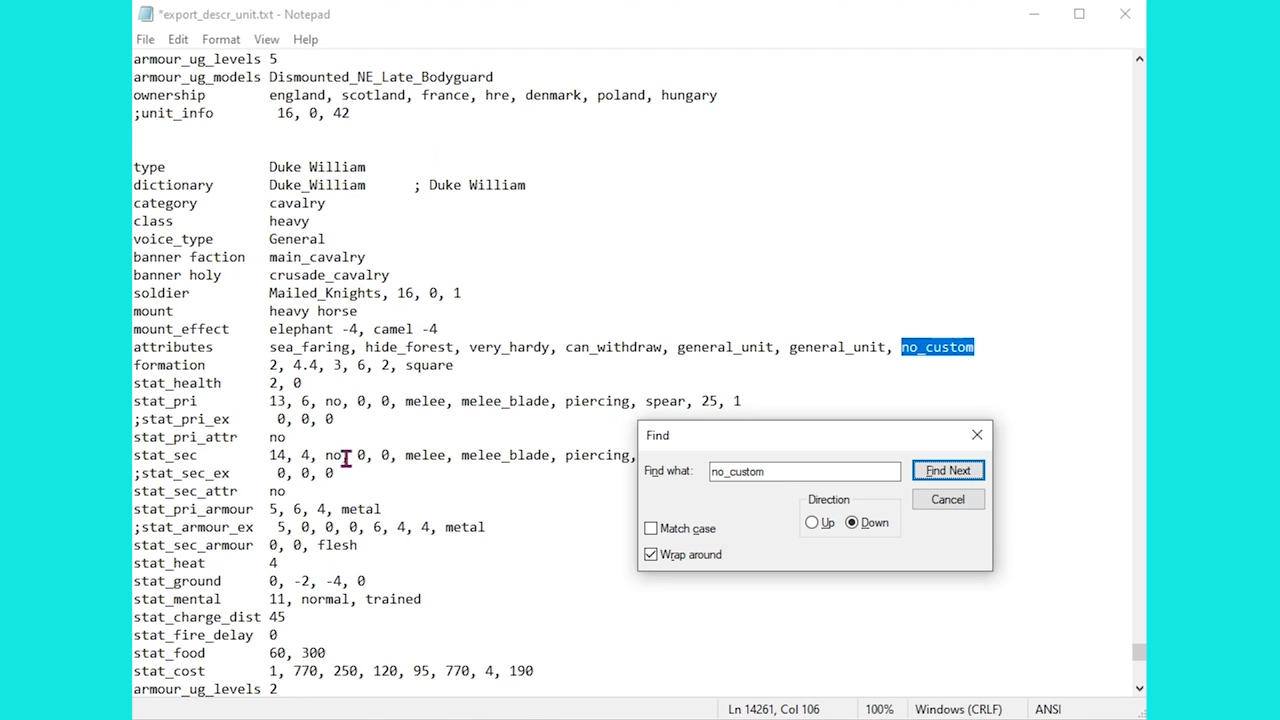 *export_descr_unit.txt - Notepad
File Edit Format View Help
armour_ug_levels 5
armour_ug_models Dismounted_NE_Late_Bodyguard
ownership england, scotland, france, hre, denmark, poland, hungary
;unit_info 16, 0, 42
type Duke William
dictionary Duke_William ; Duke William
category cavalry
class heavy
voice_type General
banner faction main_cavalry
banner holy crusade_cavalry
soldier Mailed_Knights, 16, 0, 1
mount heavy horse
mount_effect elephant -4, camel -4
attributes sea_faring, hide_forest, very_hardy, can_withdraw, general_unit, general_unit, no_custom
formation 2, 4.4, 3, 6, 2, square
stat_health 2, 0
stat_pri 13, 6, no, 0, 0, melee, melee_blade, piercing, spear, 25, 1
;stat_pri_ex 0, 0, 0
stat_pri_attr no
stat_sec 14, 4, no, 0, 0, melee, melee_blade, piercing,
;stat_sec_ex 0, 0, 0
stat_sec_attr no
stat_pri_armour 5, 6, 4, metal
;stat_armour_ex 5, 0, 0, 0, 6, 4, 4, metal
stat_sec_armour 0, 0, flesh
stat_heat 4
stat_ground 0, -2, -4, 0
stat_mental 11, normal, trained
stat_charge_dist 45
stat_fire_delay 0
stat_food 60, 300
stat_cost 1, 770, 250, 120, 95, 770, 4, 190
armour_ug_levels 2
Find
Find what: no_custom Find Next
Direction Cancel
Up Down
Match case
Wrap around
Ln 14261, Col 106 100% Windows (CRLF) ANSI